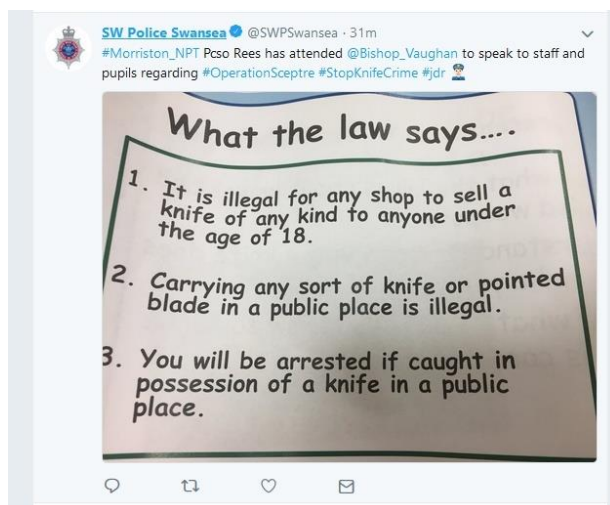 SW Police Swansea @SWPSwansea · 31m
#Morriston_NPT Pcso Rees has attended @Bishop_Vaughan to speak to staff and
pupils regarding #OperationSceptre #StopKnifeCrime #jdr
What the law says....
1. It is illegal for any shop to sell a
knife of any kind to anyone under
the age of 18.
2. Carrying any sort of knife or pointed
blade in a public place is illegal.
3. You will be arrested if caught in
possession of a knife in a public
place.